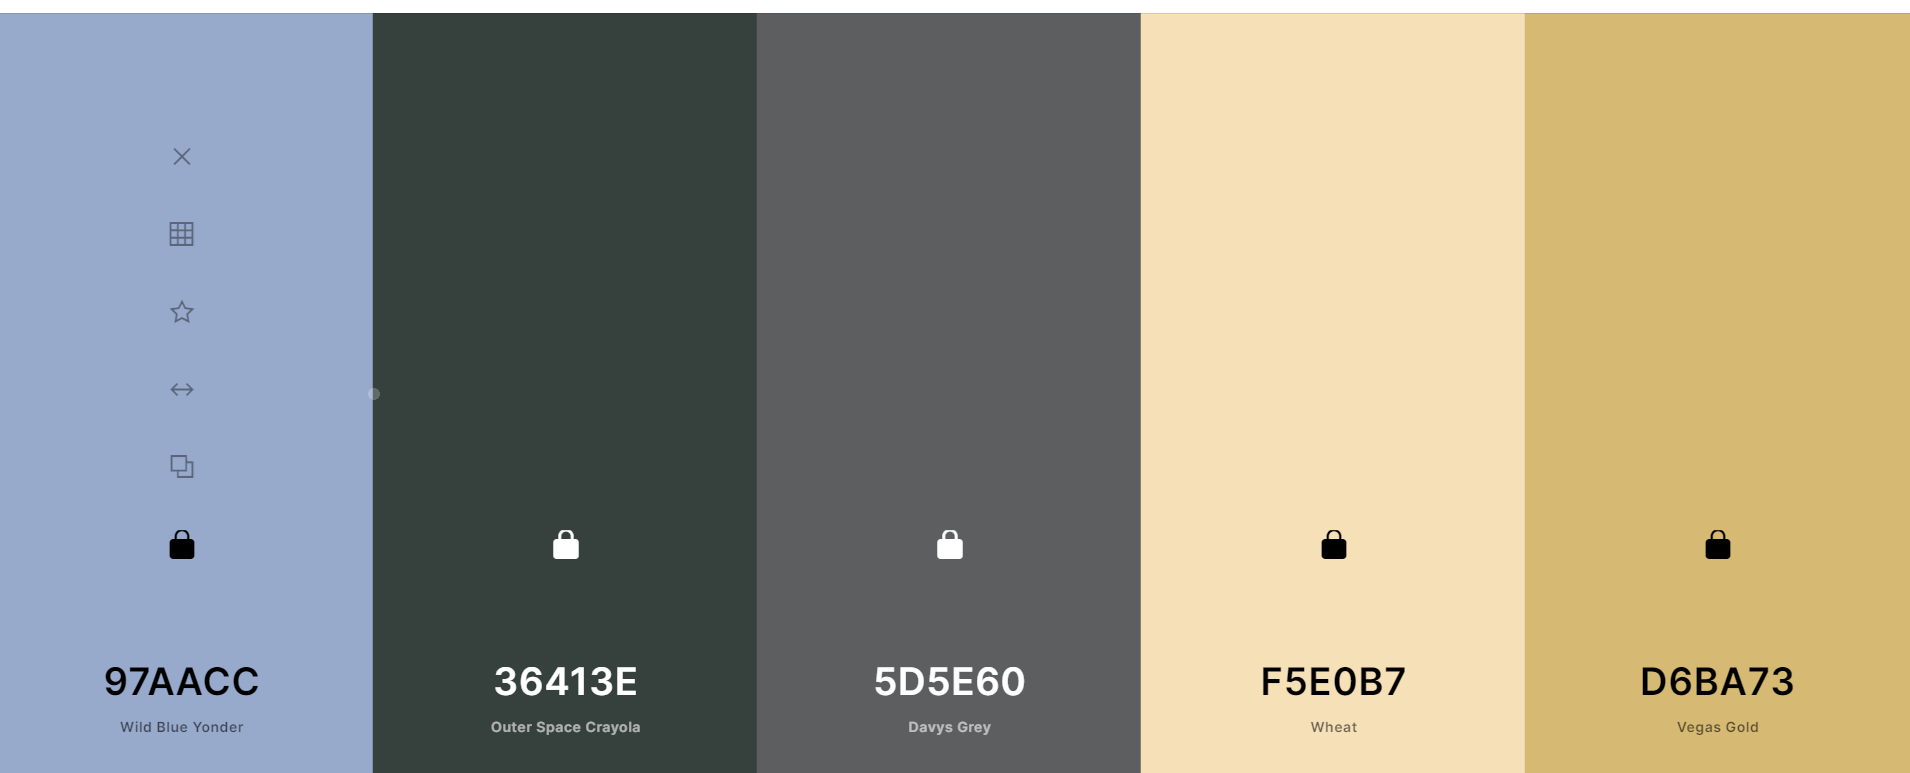 97AACC
Wild Blue Yonder
36413E
Outer Space Crayola
5D5E60
Davys Grey
F5E0B7
Wheat
D6BA73
Vegas Gold